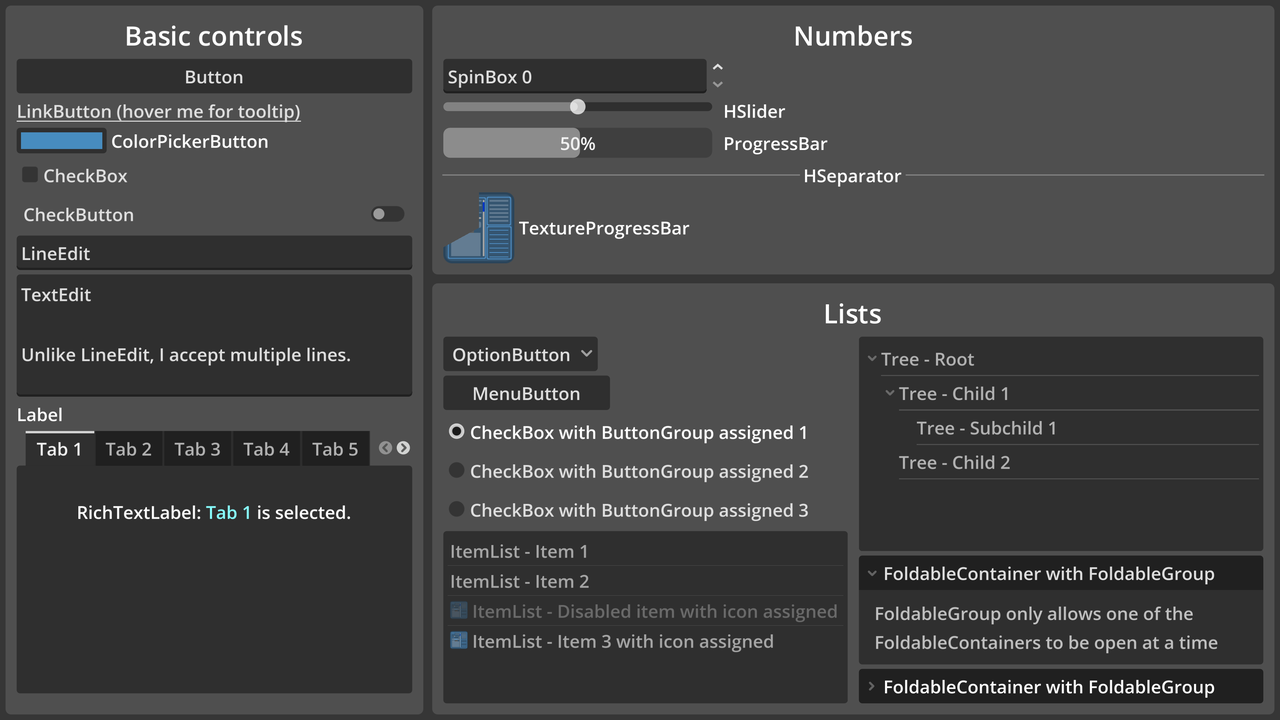 Basic controls
Button
LinkButton (hover me for tooltip)
ColorPickerButton
CheckBox
CheckButton
LineEdit
TextEdit
Unlike LineEdit, I accept multiple lines.
Label
Tab 1 Tab 2 Tab 3 Tab 4 Tab 5
RichTextLabel: Tab 1 is selected.
Numbers
SpinBox 0
HSlider
50% ProgressBar
HSeparator
TextureProgressBar
Lists
OptionButton
MenuButton
CheckBox with ButtonGroup assigned 1
CheckBox with ButtonGroup assigned 2
CheckBox with ButtonGroup assigned 3
ItemList - Item 1
ItemList - Item 2
ItemList - Disabled item with icon assigned
ItemList - Item 3 with icon assigned
Tree - Root
Tree - Child 1
Tree - Subchild 1
Tree - Child 2
FoldableContainer with FoldableGroup
FoldableGroup only allows one of the
FoldableContainers to be open at a time
FoldableContainer with FoldableGroup